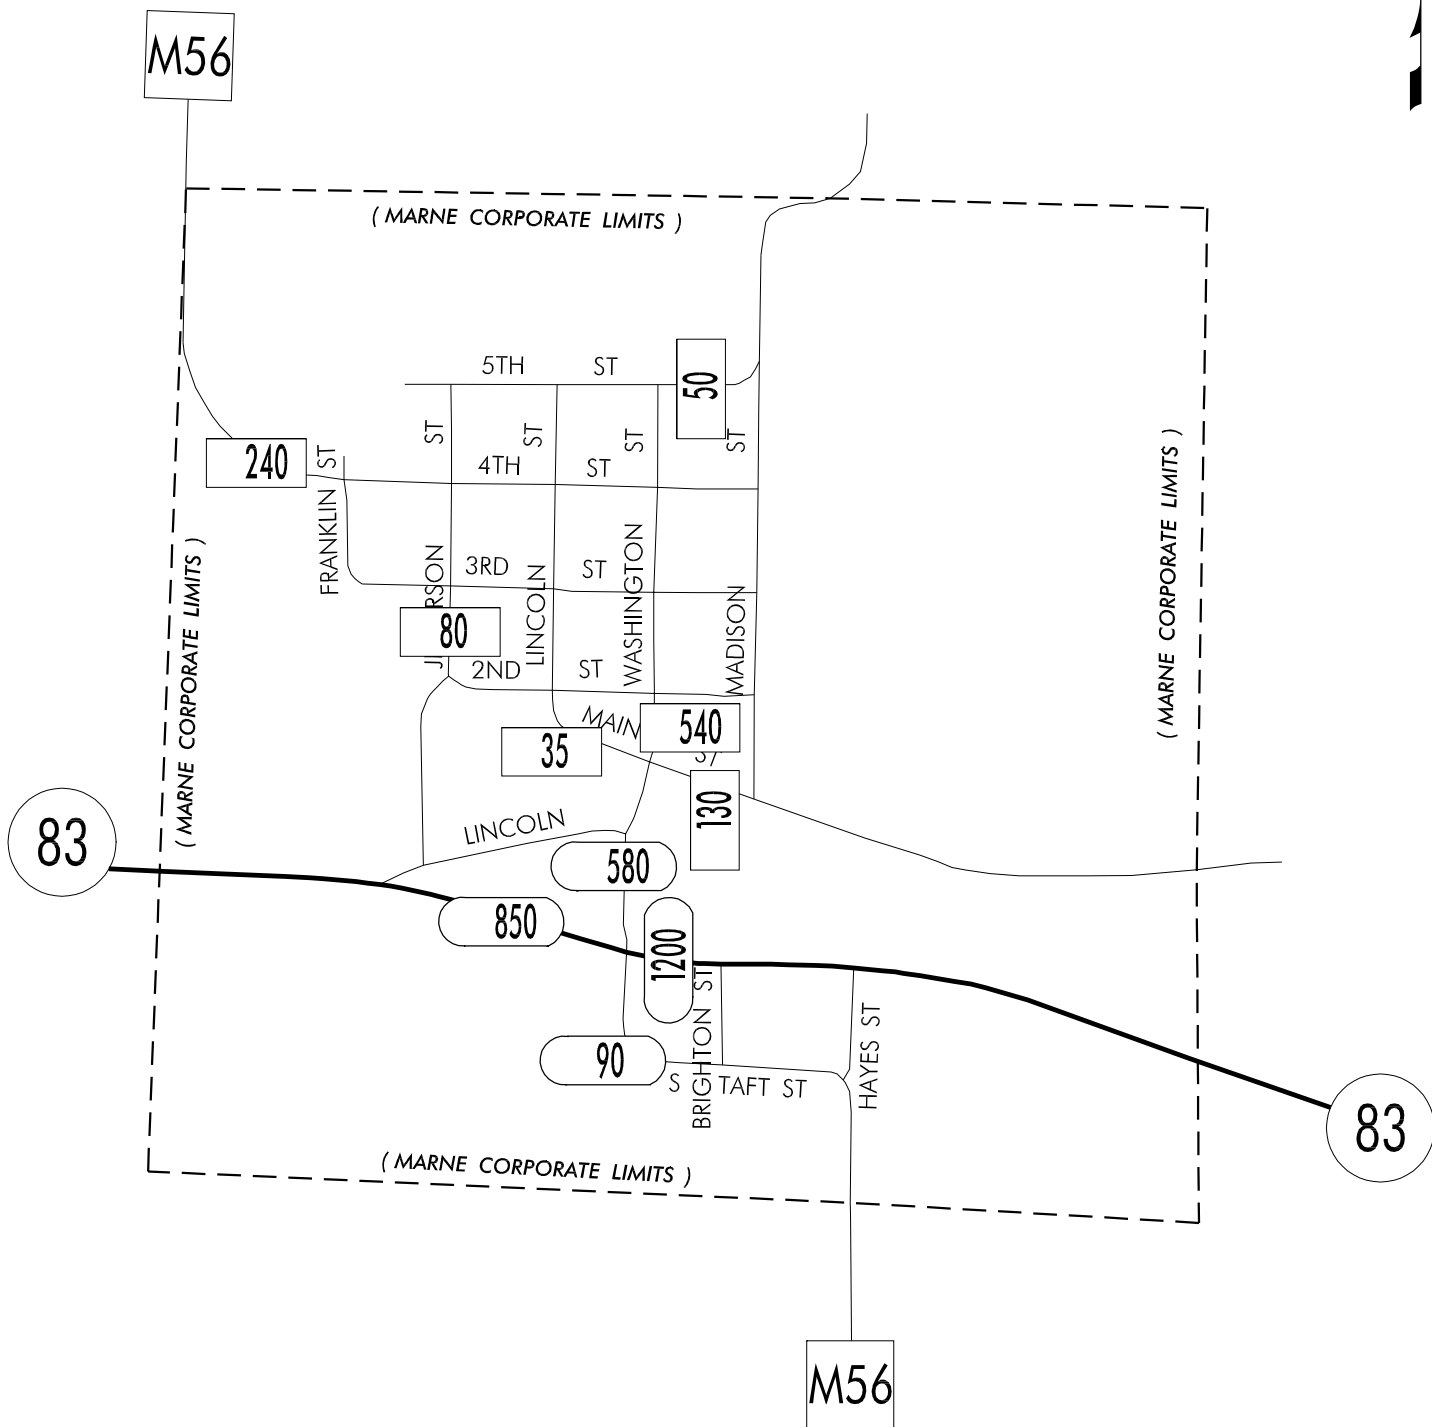 M56
( MARNE CORPORATE LIMITS )
5TH ST
50
ST
ST
ST
ST
240
FRANKLIN ST
4TH ST
( MARNE CORPORATE LIMITS )
( MARNE CORPORATE LIMITS )
3RD ST
LINCOLN
WASHINGTON
MADISON
80
2ND ST
MAIN
540
35
130
83
LINCOLN
580
850
1200
BRIGHTON ST
90
S TAFT ST
HAYES ST
83
( MARNE CORPORATE LIMITS )
M56